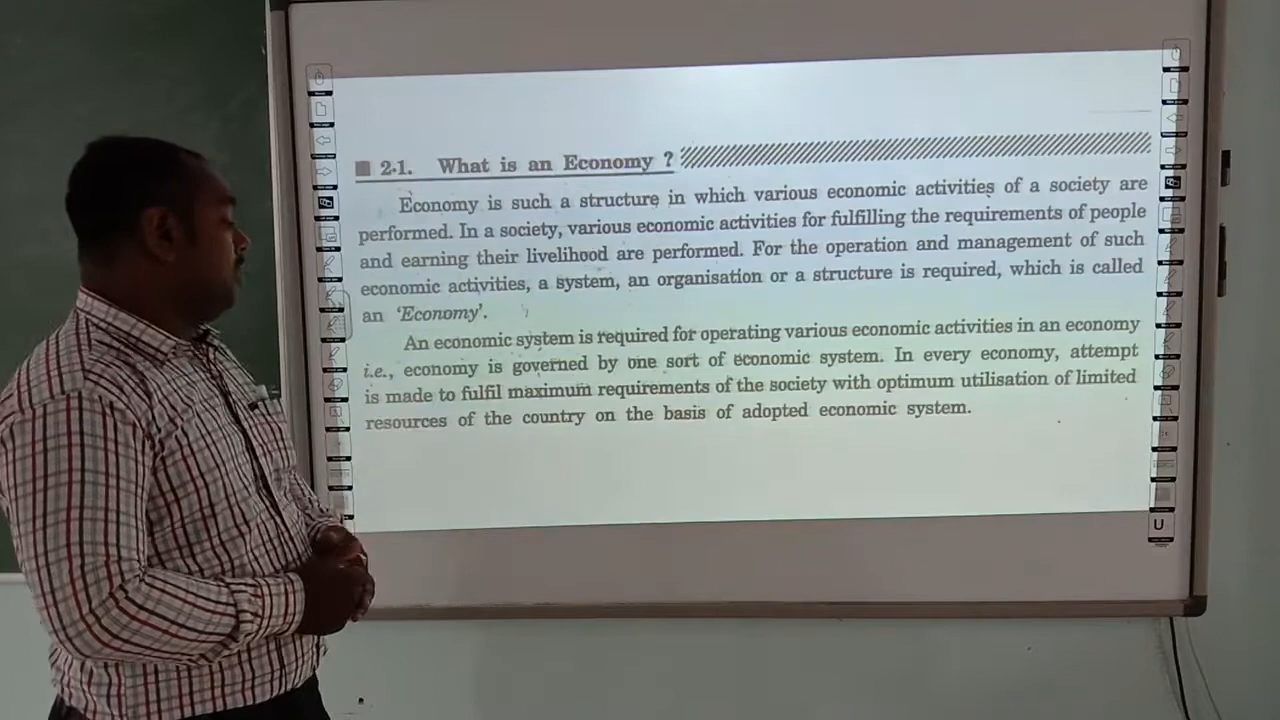 2·1. What is an Economy ?
Economy is such a structure in which various economic activities of a society are
performed. In a society, various economic activities for fulfilling the requirements of people
and earning their livelihood are performed. For the operation and management of such
economic activities, a system, an organisation or a structure is required, which is called
an ‘Economy’.
An economic system is required for operating various economic activities in an economy
i.e., economy is governed by one sort of economic system. In every economy, attempt
is made to fulfil maximum requirements of the society with optimum utilisation of limited
resources of the country on the basis of adopted economic system.
U